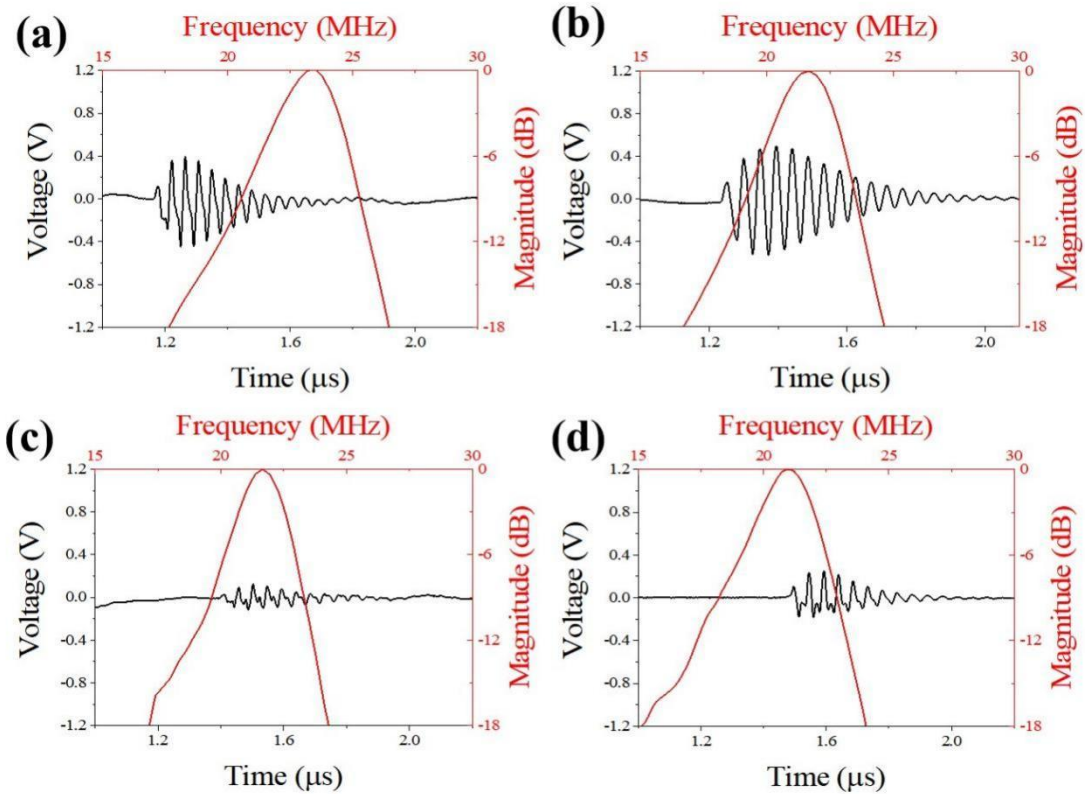 (a)
Frequency (MHz)
15 20 25 30
1.2 0.8 0.4 0.0 -0.4 -0.8 -1.2
Voltage (V)
0 -6 -12 -18
Magnitude (dB)
1.2 1.6 2.0
Time (μs)
(b)
Frequency (MHz)
15 20 25 30
1.2 0.8 0.4 0.0 -0.4 -0.8 -1.2
Voltage (V)
0 -6 -12 -18
Magnitude (dB)
1.2 1.6 2.0
Time (μs)
(c)
Frequency (MHz)
15 20 25 30
1.2 0.8 0.4 0.0 -0.4 -0.8 -1.2
Voltage (V)
0 -6 -12 -18
Magnitude (dB)
1.2 1.6 2.0
Time (μs)
(d)
Frequency (MHz)
15 20 25 30
1.2 0.8 0.4 0.0 -0.4 -0.8 -1.2
Voltage (V)
0 -6 -12 -18
Magnitude (dB)
1.2 1.6 2.0
Time (μs)